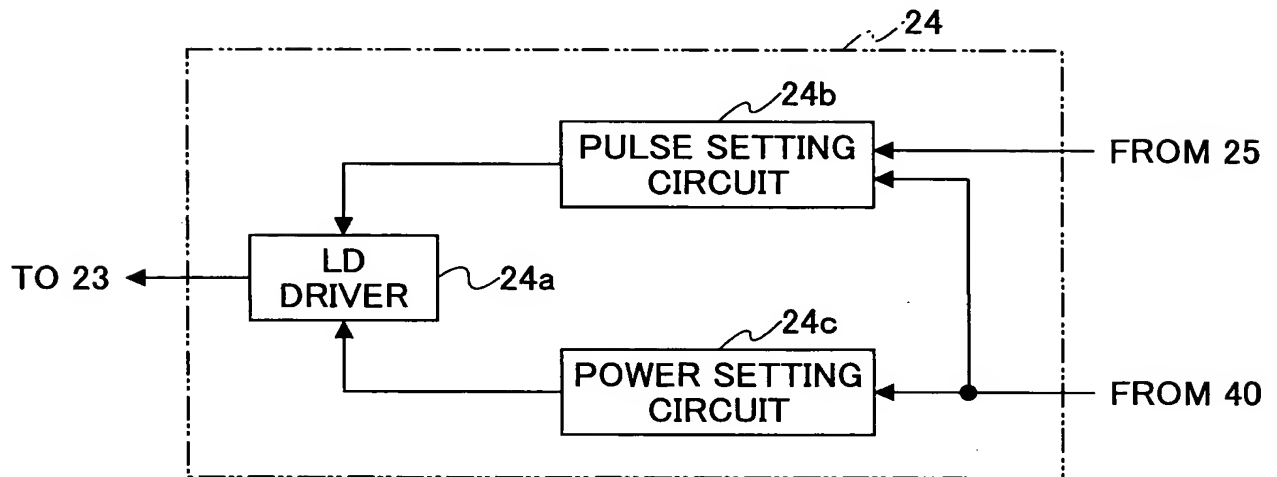 24
24b
PULSE SETTING
CIRCUIT
FROM 25
LD
DRIVER
TO 23
24a
24c
POWER SETTING
CIRCUIT
FROM 40